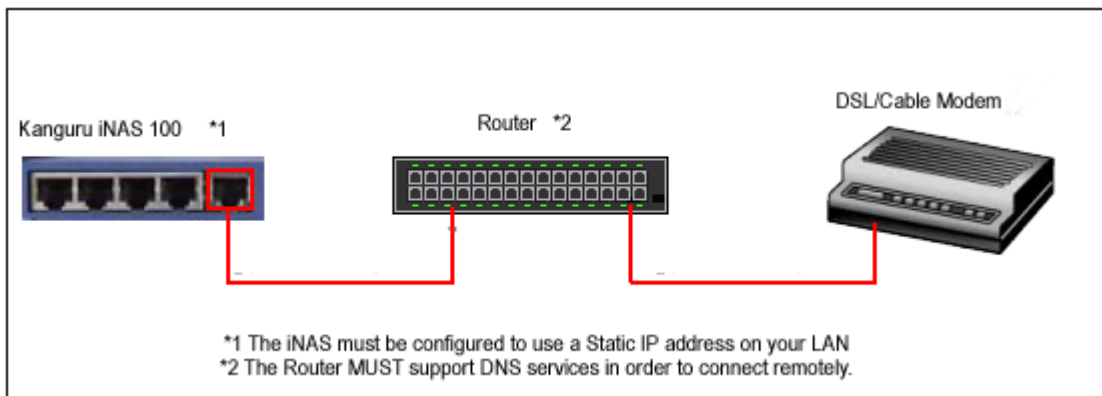 Kanguru iNAS 100 *1
Router *2
DSL/Cable Modem
*1 The iNAS must be configured to use a Static IP address on your LAN
*2 The Router MUST support DNS services in order to connect remotely.